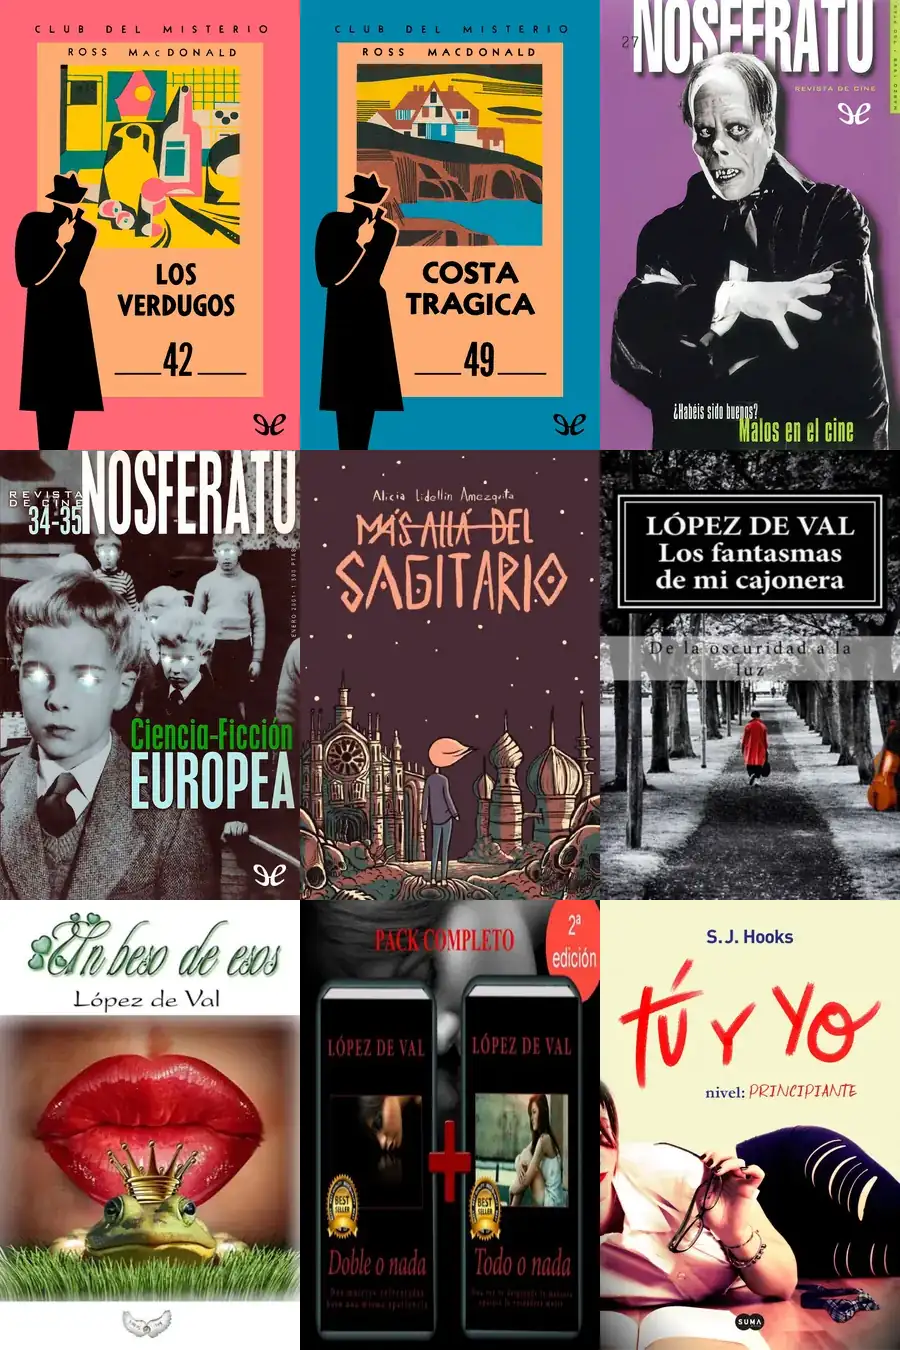 CLUB DEL MISTERIO
ROSS MACDONALD
LOS
VERDUGOS
42
CLUB DEL MISTERIO
ROSS MACDONALD
COSTA
TRAGICA
49
27
NOSFERATU
REVISTA DE CINE
¿Habéis sido buenos?
Malos en el cine
NOSFERATU
REVISTA
DE CINE
34-35
Ciencia-Ficción
EUROPEA
Alicia Lidellin Amezquita
MÁS ALLÁ DEL
SAGITARIO
LÓPEZ DE VAL
Los fantasmas
de mi cajonera
De la oscuridad a la
luz
Un beso de esos
López de Val
PACK COMPLETO
2ª
edición
LÓPEZ DE VAL
BEST
SELLER
Doble o nada
LÓPEZ DE VAL
BEST
SELLER
Todo o nada
S.J. Hooks
tú y yo
nivel: PRINCIPIANTE
SUMA